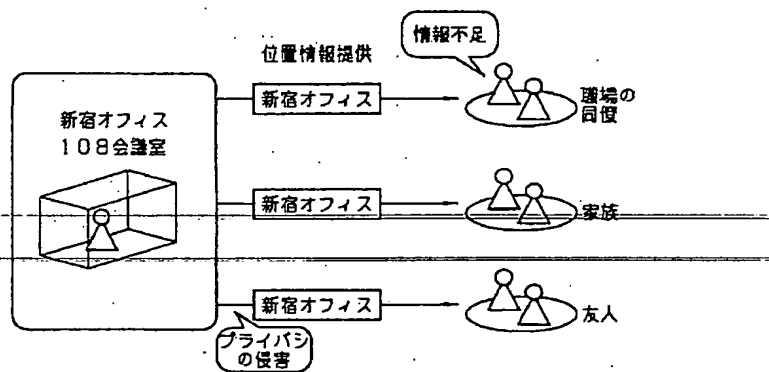 情報不足
位置情報提供
新宿オフィス
職場の
同僚
新宿オフィス
108会議室
新宿オフィス
家族
新宿オフィス
友人
プライバシ
の侵害